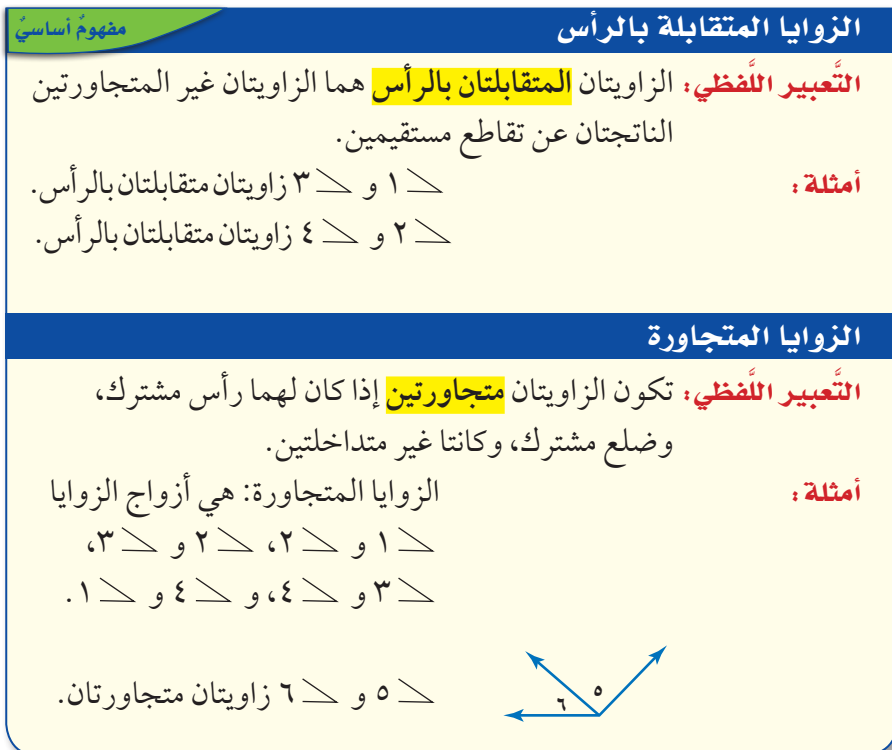 الزوايا المتقابلة بالرأس
مفهومٌ أساسيٌ
التَّعبير اللَّفظي: الزاويتان المتقابلتان بالرأس هما الزاويتان غير المتجاورتين
الناتجتان عن تقاطع مستقيمين.
أمثلة: ∠١ و ∠٣ زاويتان متقابلتان بالرأس.
∠٢ و ∠٤ زاويتان متقابلتان بالرأس.
الزوايا المتجاورة
التَّعبير اللَّفظي: تكون الزاويتان متجاورتين إذا كان لهما رأس مشترك،
وضلع مشترك، وكانتا غير متداخلتين.
أمثلة: الزوايا المتجاورة: هي أزواج الزوايا
∠١ و ∠٢، ∠٢ و ∠٣،
∠٣ و ∠٤، و ∠٤ و ∠١.
٥
٦
∠٥ و ∠٦ زاويتان متجاورتان.